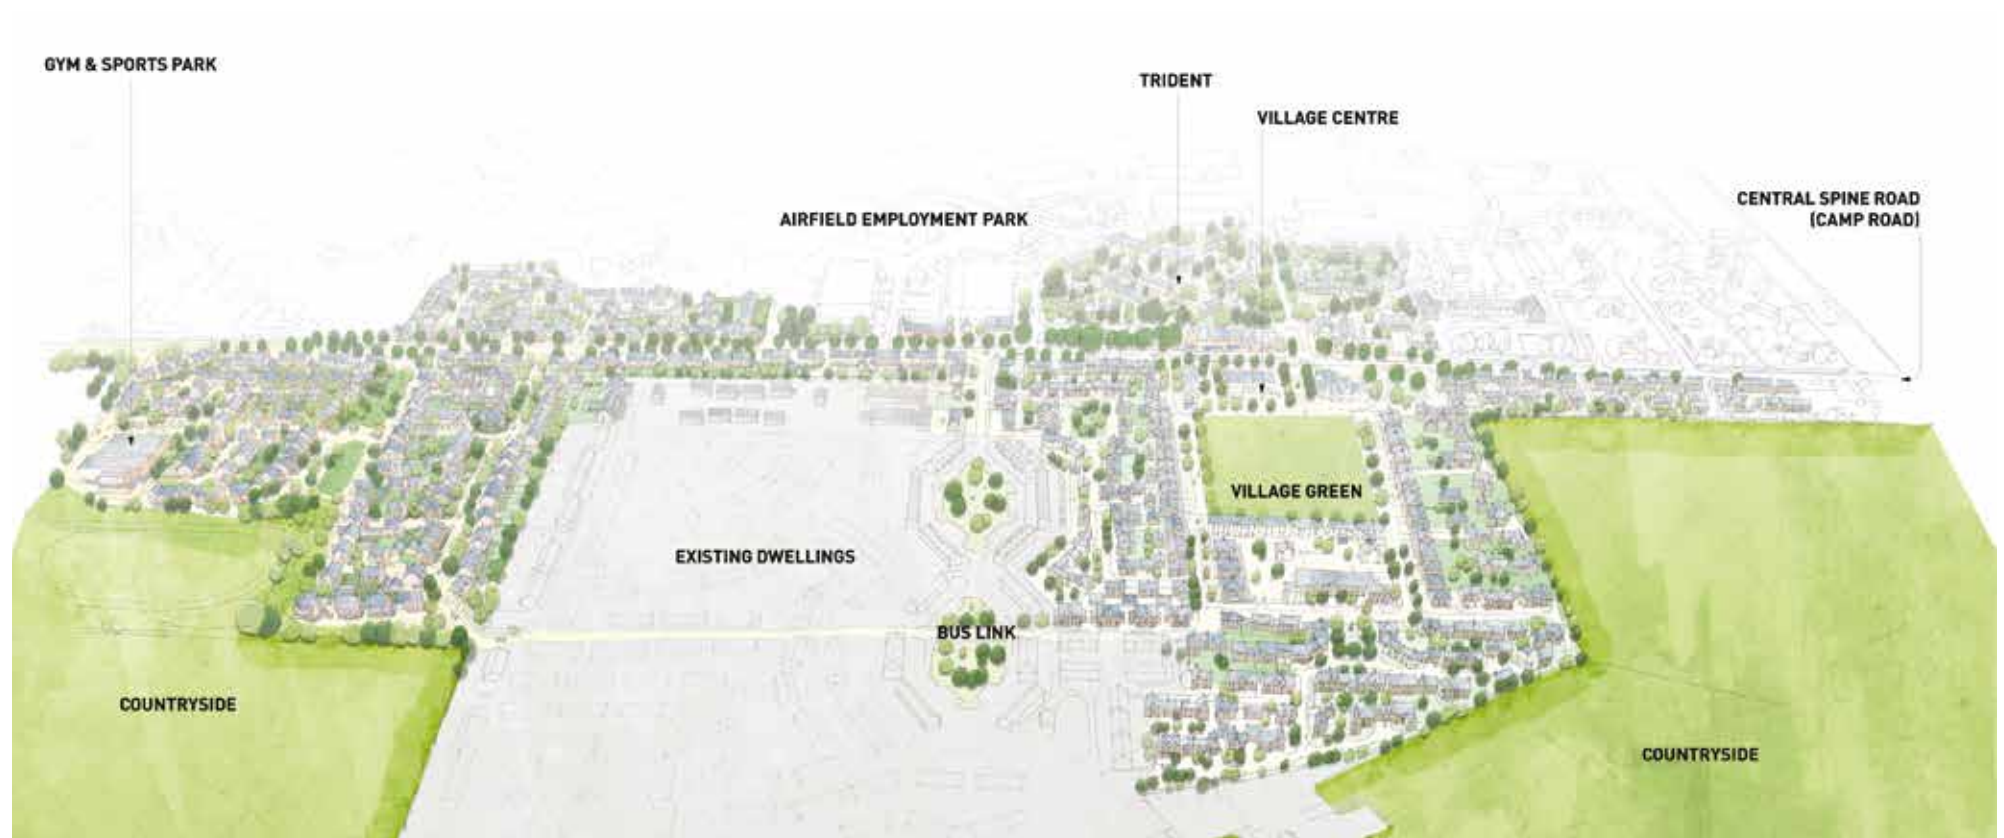 GYM & SPORTS PARK
TRIDENT
VILLAGE CENTRE
CENTRAL SPINE ROAD
(CAMP ROAD)
AIRFIELD EMPLOYMENT PARK
VILLAGE GREEN
EXISTING DWELLINGS
BUS LINK
COUNTRYSIDE
COUNTRYSIDE